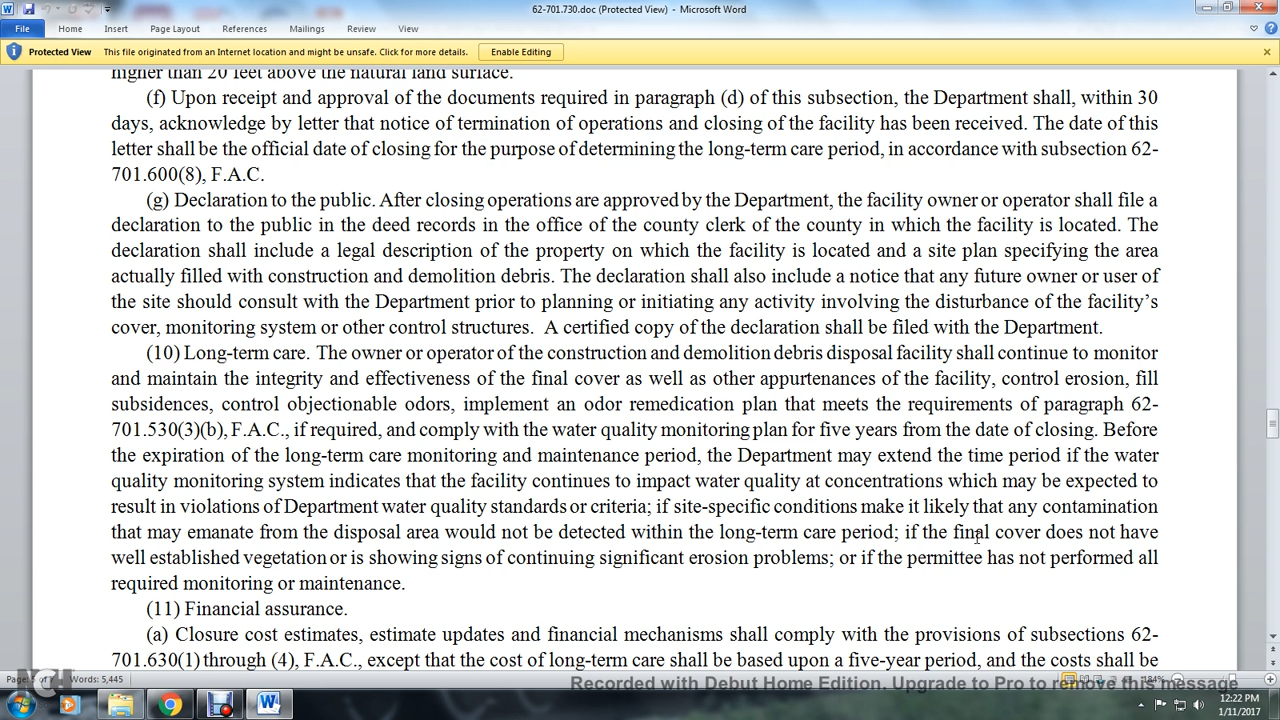 62-701.730.doc (Protected View) - Microsoft Word
File Home Insert Page Layout References Mailings Review View
Protected View This file originated from an Internet location and might be unsafe. Click for more details. Enable Editing
higher than 20 feet above the natural land surface.
(f) Upon receipt and approval of the documents required in paragraph (d) of this subsection, the Department shall, within 30
days, acknowledge by letter that notice of termination of operations and closing of the facility has been received. The date of this
letter shall be the official date of closing for the purpose of determining the long-term care period, in accordance with subsection 62-
701.600(8), F.A.C.
(g) Declaration to the public. After closing operations are approved by the Department, the facility owner or operator shall file a
declaration to the public in the deed records in the office of the county clerk of the county in which the facility is located. The
declaration shall include a legal description of the property on which the facility is located and a site plan specifying the area
actually filled with construction and demolition debris. The declaration shall also include a notice that any future owner or user of
the site should consult with the Department prior to planning or initiating any activity involving the disturbance of the facility's
cover, monitoring system or other control structures. A certified copy of the declaration shall be filed with the Department.
(10) Long-term care. The owner or operator of the construction and demolition debris disposal facility shall continue to monitor
and maintain the integrity and effectiveness of the final cover as well as other appurtenances of the facility, control erosion, fill
subsidences, control objectionable odors, implement an odor remedication plan that meets the requirements of paragraph 62-
701.530(3)(b), F.A.C., if required, and comply with the water quality monitoring plan for five years from the date of closing. Before
the expiration of the long-term care monitoring and maintenance period, the Department may extend the time period if the water
quality monitoring system indicates that the facility continues to impact water quality at concentrations which may be expected to
result in violations of Department water quality standards or criteria; if site-specific conditions make it likely that any contamination
that may emanate from the disposal area would not be detected within the long-term care period; if the final cover does not have
well established vegetation or is showing signs of continuing significant erosion problems; or if the permittee has not performed all
required monitoring or maintenance.
(11) Financial assurance.
(a) Closure cost estimates, estimate updates and financial mechanisms shall comply with the provisions of subsections 62-
701.630(1) through (4), F.A.C., except that the cost of long-term care shall be based upon a five-year period, and the costs shall be
Words: 5,445 184%
Recorded with Debut Home Edition. Upgrade to Pro to remove this message
12:22 PM
1/11/2017